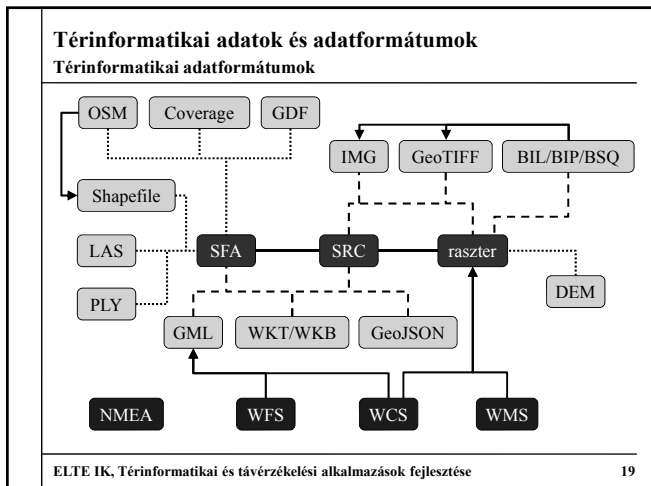 Térinformatikai adatok és adatformátumok
Térinformatikai adatformátumok
OSM
Coverage
GDF
IMG
GeoTIFF
BIL/BIP/BSQ
Shapefile
LAS
SFA
SRC
raszter
PLY
DEM
GML
WKT/WKB
GeoJSON
NMEA
WFS
WCS
WMS
ELTE IK, Térinformatikai és távérzékelési alkalmazások fejlesztése 19